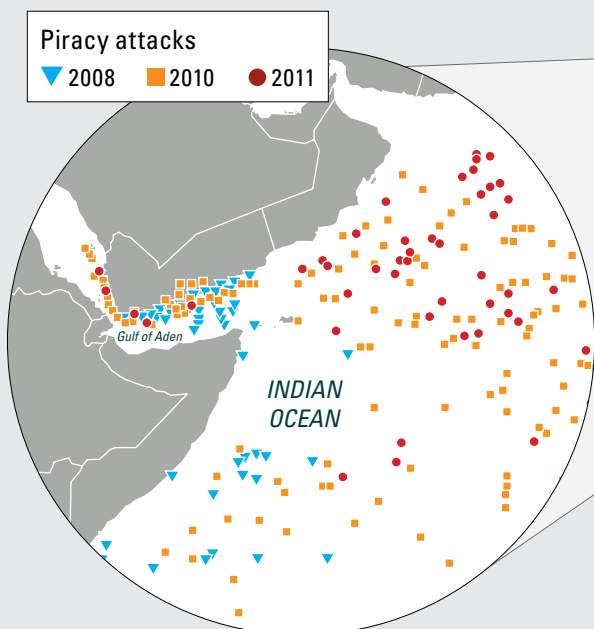 Piracy attacks
2008 2010 2011
Gulf of Aden
INDIAN
OCEAN